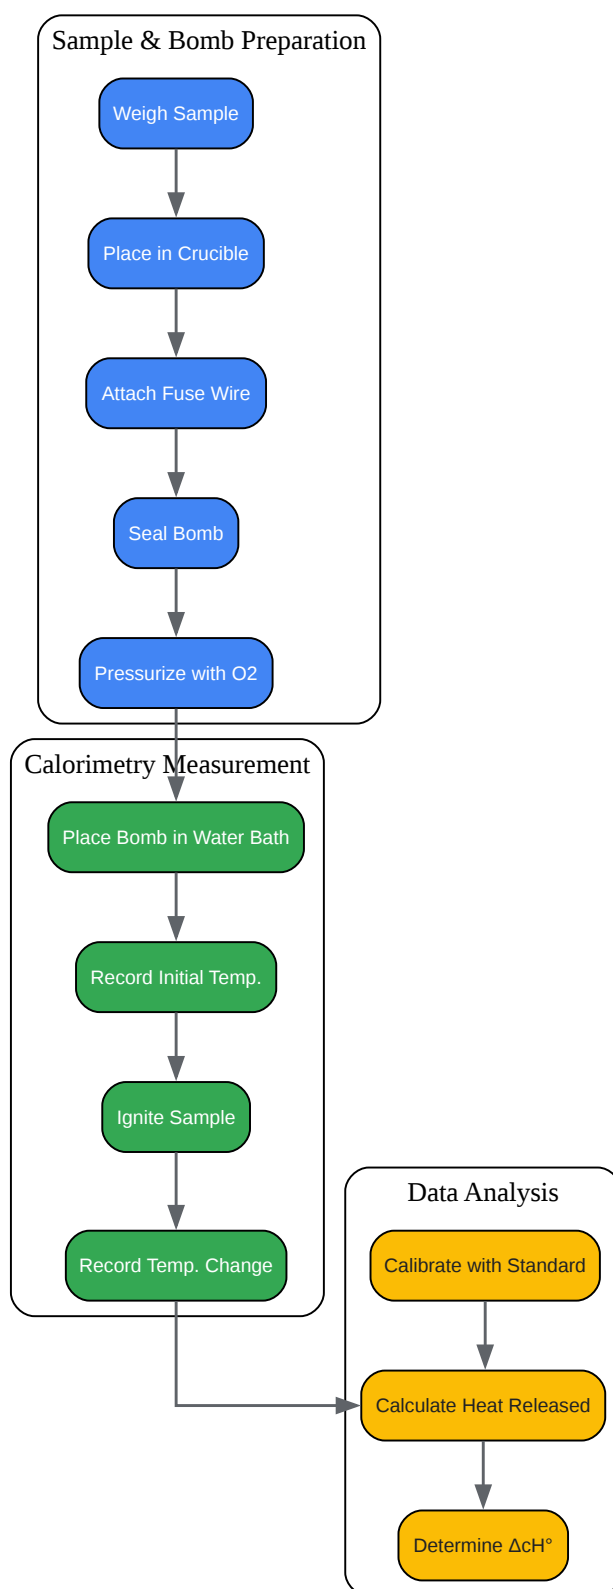 Sample & Bomb Preparation
Weigh Sample
Place in Crucible
Attach Fuse Wire
Seal Bomb
Pressurize with O2
Calorimetry Measurement
Place Bomb in Water Bath
Record Initial Temp.
Ignite Sample
Record Temp. Change
Data Analysis
Calibrate with Standard
Calculate Heat Released
Determine ΔcH°